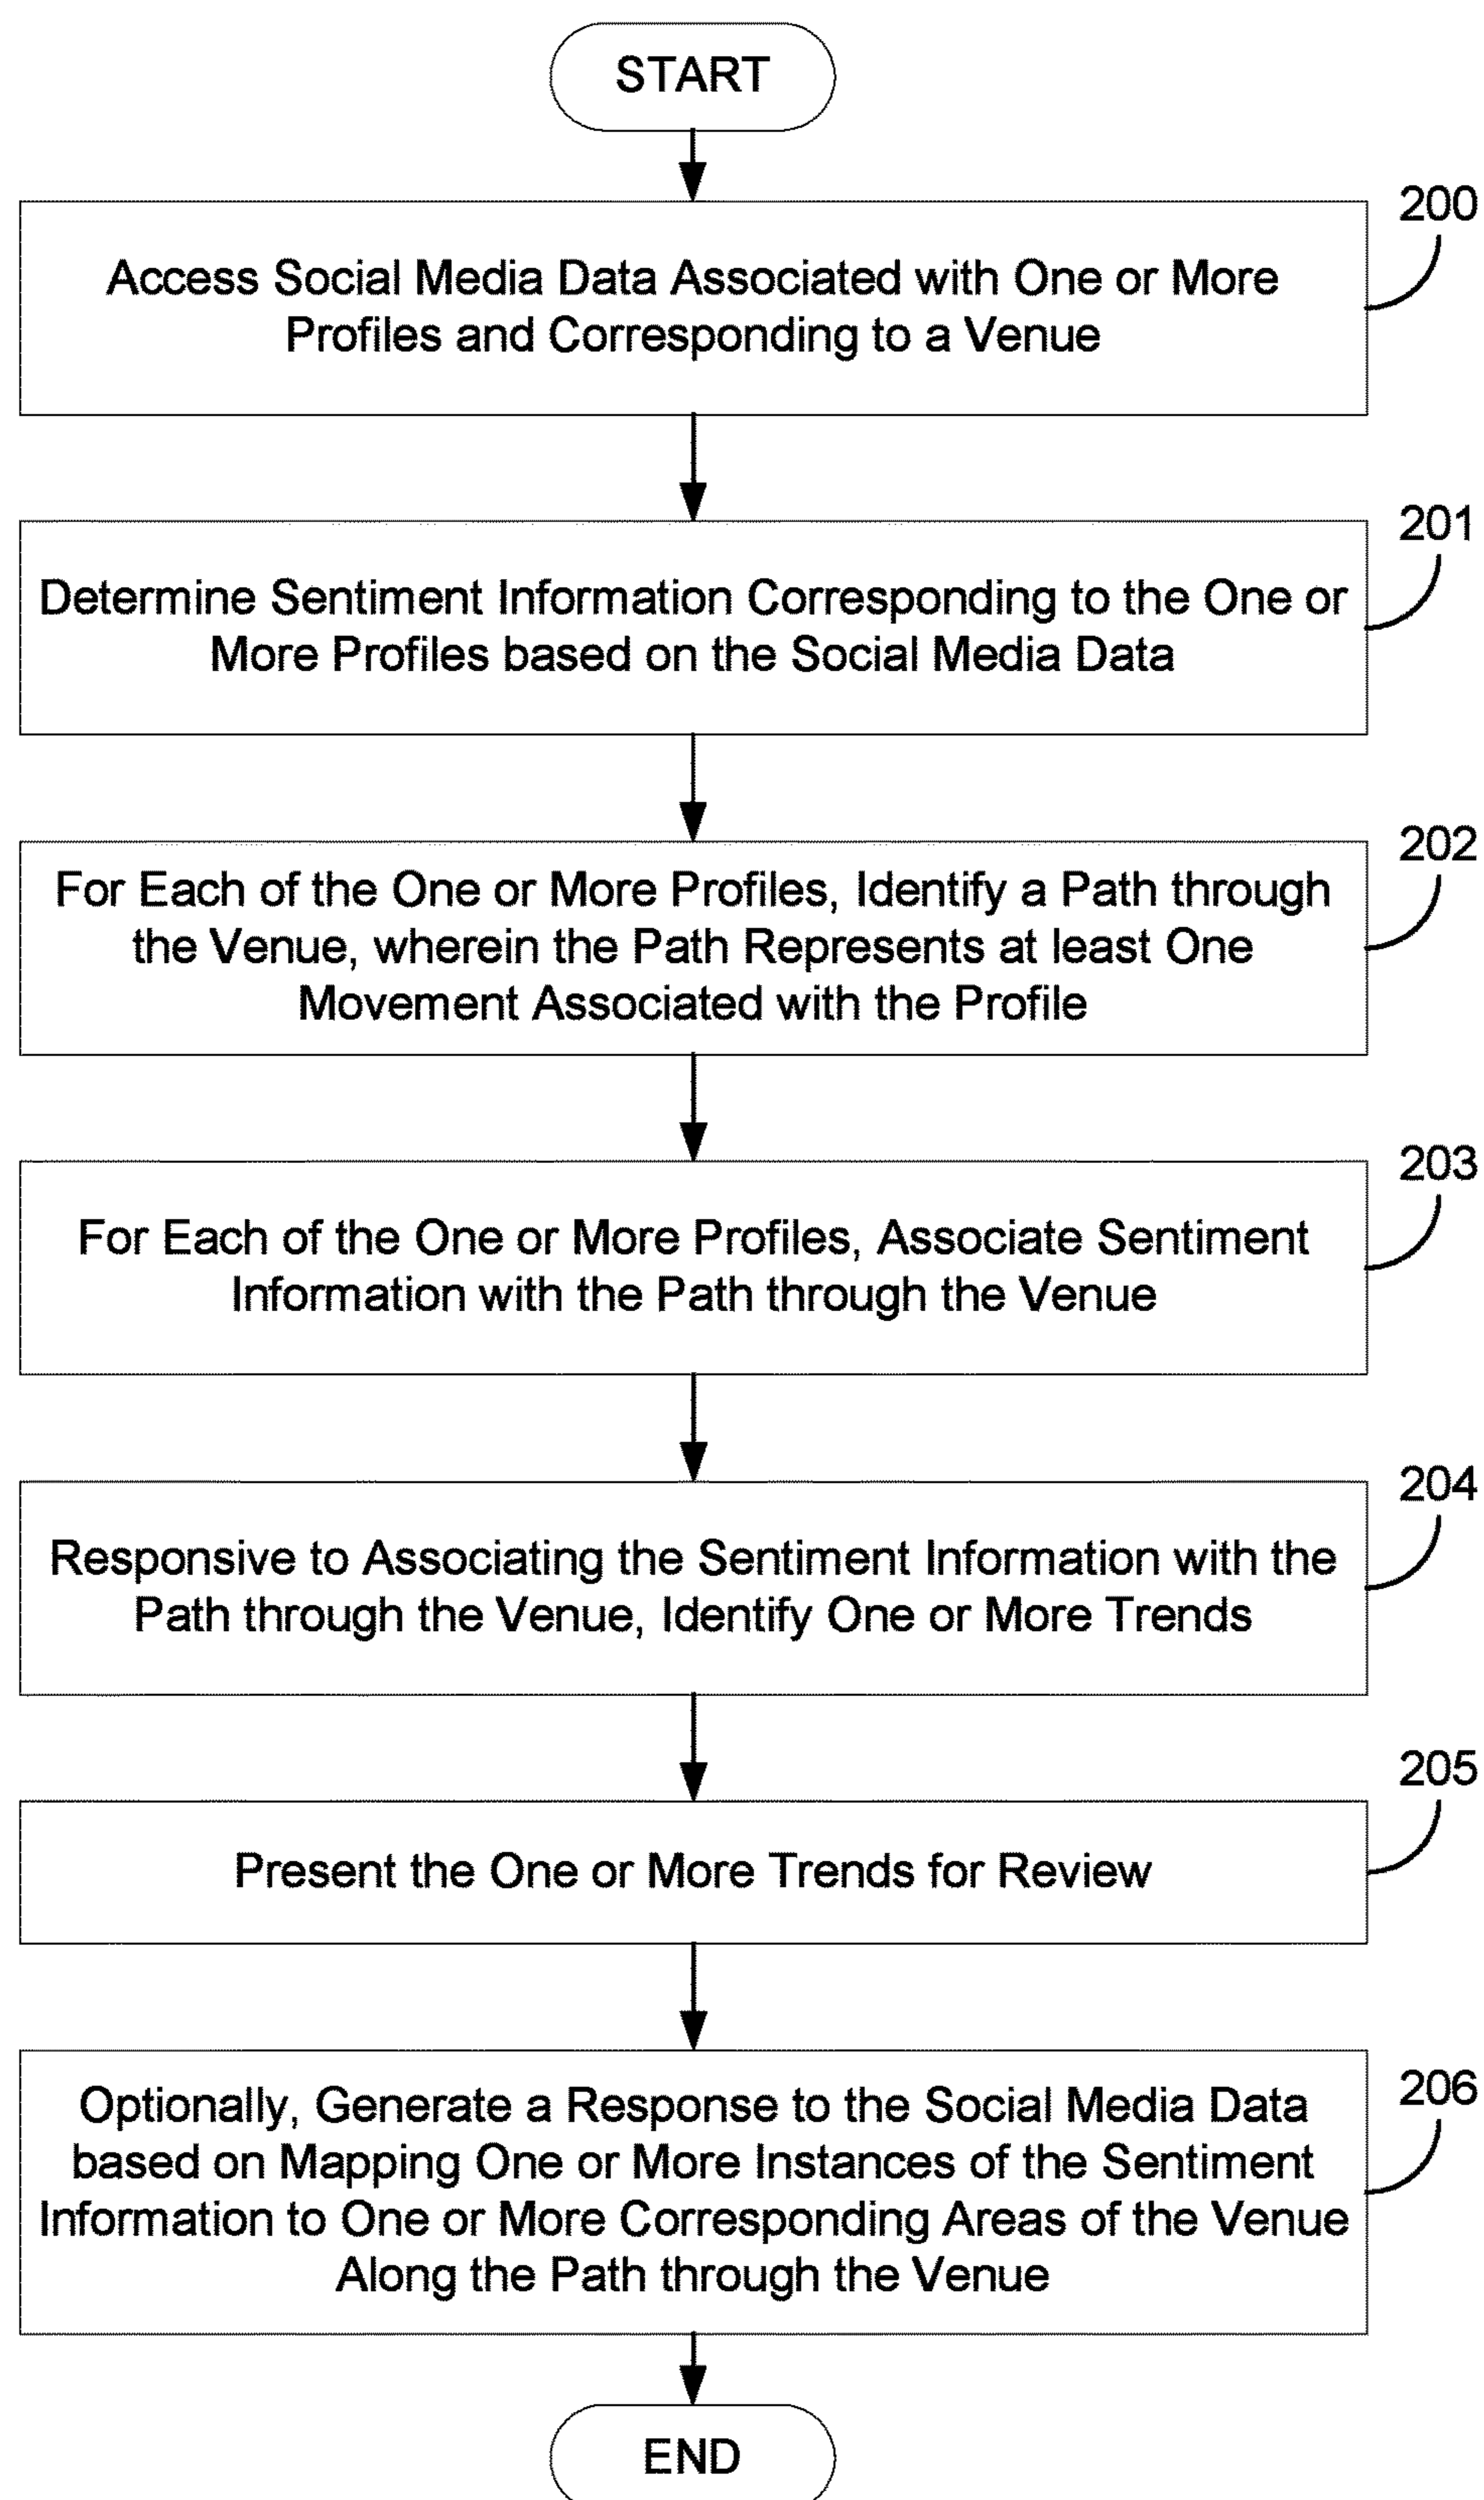 START
200
Access Social Media Data Associated with One or More
Profiles and Corresponding to a Venue
201
Determine Sentiment Information Corresponding to the One or
More Profiles based on the Social Media Data
202
For Each of the One or More Profiles, Identify a Path through
the Venue, wherein the Path Represents at least One
Movement Associated with the Profile
203
For Each of the One or More Profiles, Associate Sentiment
Information with the Path through the Venue
204
Responsive to Associating the Sentiment Information with the
Path through the Venue, Identify One or More Trends
205
Present the One or More Trends for Review
206
Optionally, Generate a Response to the Social Media Data
based on Mapping One or More Instances of the Sentiment
Information to One or More Corresponding Areas of the Venue
Along the Path through the Venue
END